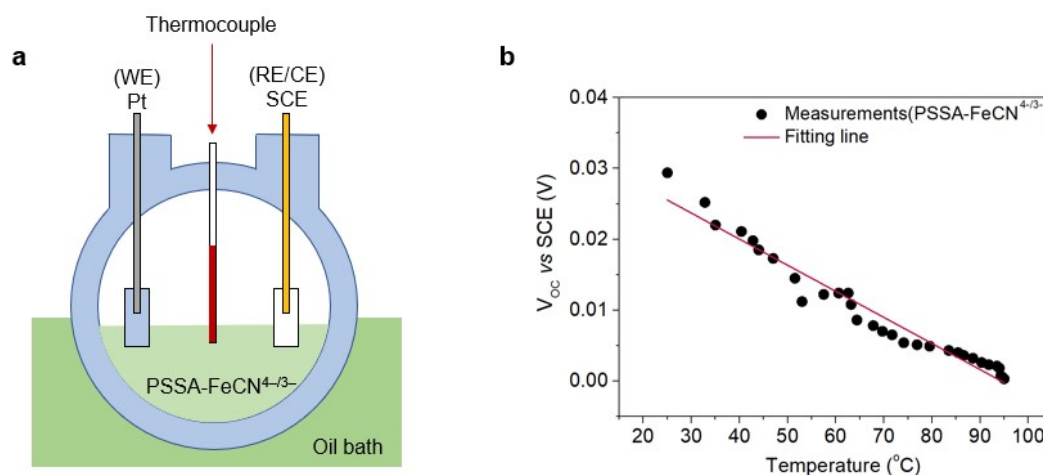 a
Thermocouple
(WE)
Pt
(RE/CE)
SCE
PSSA-FeCN⁴⁻/³⁻
Oil bath
b
Measurements(PSSA-FeCN⁴⁻/³⁻
Fitting line
V_OC vs SCE (V)
0.04
0.03
0.02
0.01
0.00
20 30 40 50 60 70 80 90 100
Temperature (°C)